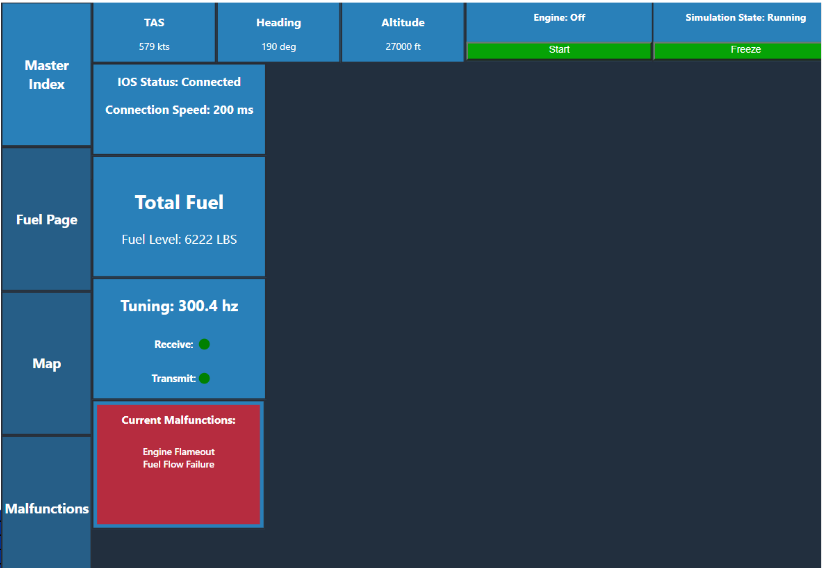 Master
Index
Fuel Page
Map
Malfunctions
TAS
579 kts
Heading
190 deg
Altitude
27000 ft
Engine: Off
Start
Simulation State: Running
Freeze
IOS Status: Connected
Connection Speed: 200 ms
Total Fuel
Fuel Level: 6222 LBS
Tuning: 300.4 hz
Receive:
Transmit:
Current Malfunctions:
Engine Flameout
Fuel Flow Failure